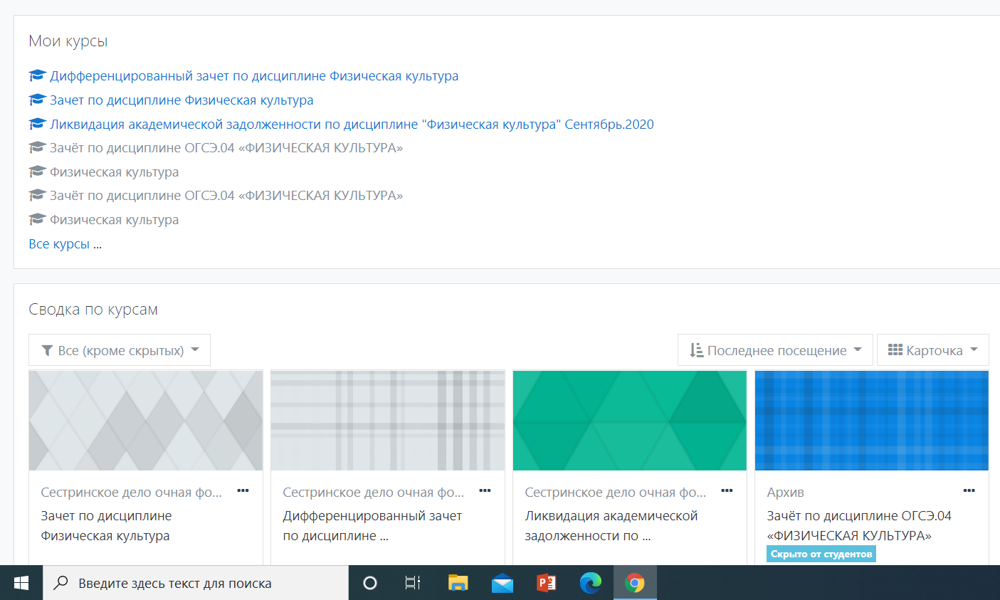 Мои курсы
Дифференцированный зачет по дисциплине Физическая культура
Зачет по дисциплине Физическая культура
Ликвидация академической задолженности по дисциплине "Физическая культура" Сентябрь.2020
Зачёт по дисциплине ОГСЭ.04 «ФИЗИЧЕСКАЯ КУЛЬТУРА»
Физическая культура
Зачёт по дисциплине ОГСЭ.04 «ФИЗИЧЕСКАЯ КУЛЬТУРА»
Физическая культура
Все курсы ...
Сводка по курсам
Все (кроме скрытых)
Последнее посещение
Карточка
Сестринское дело очная фо...
Зачет по дисциплине
Физическая культура
Сестринское дело очная фо...
Дифференцированный зачет
по дисциплине ...
Сестринское дело очная фо...
Ликвидация академической
задолженности по ...
Архив
Зачёт по дисциплине ОГСЭ.04
«ФИЗИЧЕСКАЯ КУЛЬТУРА»
Скрыто от студентов
Введите здесь текст для поиска